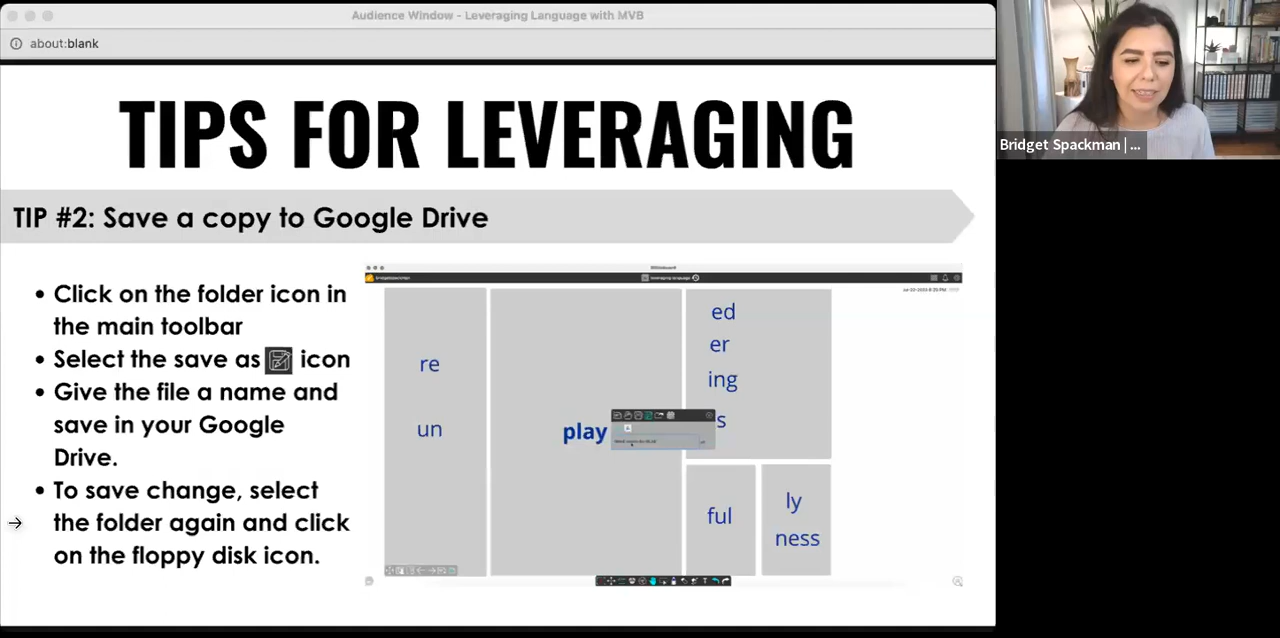 Audience Window - Leveraging Language with MVB
about:blank
TIPS FOR LEVERAGING
TIP #2: Save a copy to Google Drive
Click on the folder icon in
the main toolbar
Select the save as icon
Give the file a name and
save in your Google
Drive.
To save change, select
the folder again and click
on the floppy disk icon.
leveraging language
re
un
play
ed
er
ing
s
ful
ly
ness
Bridget Spackman | ...